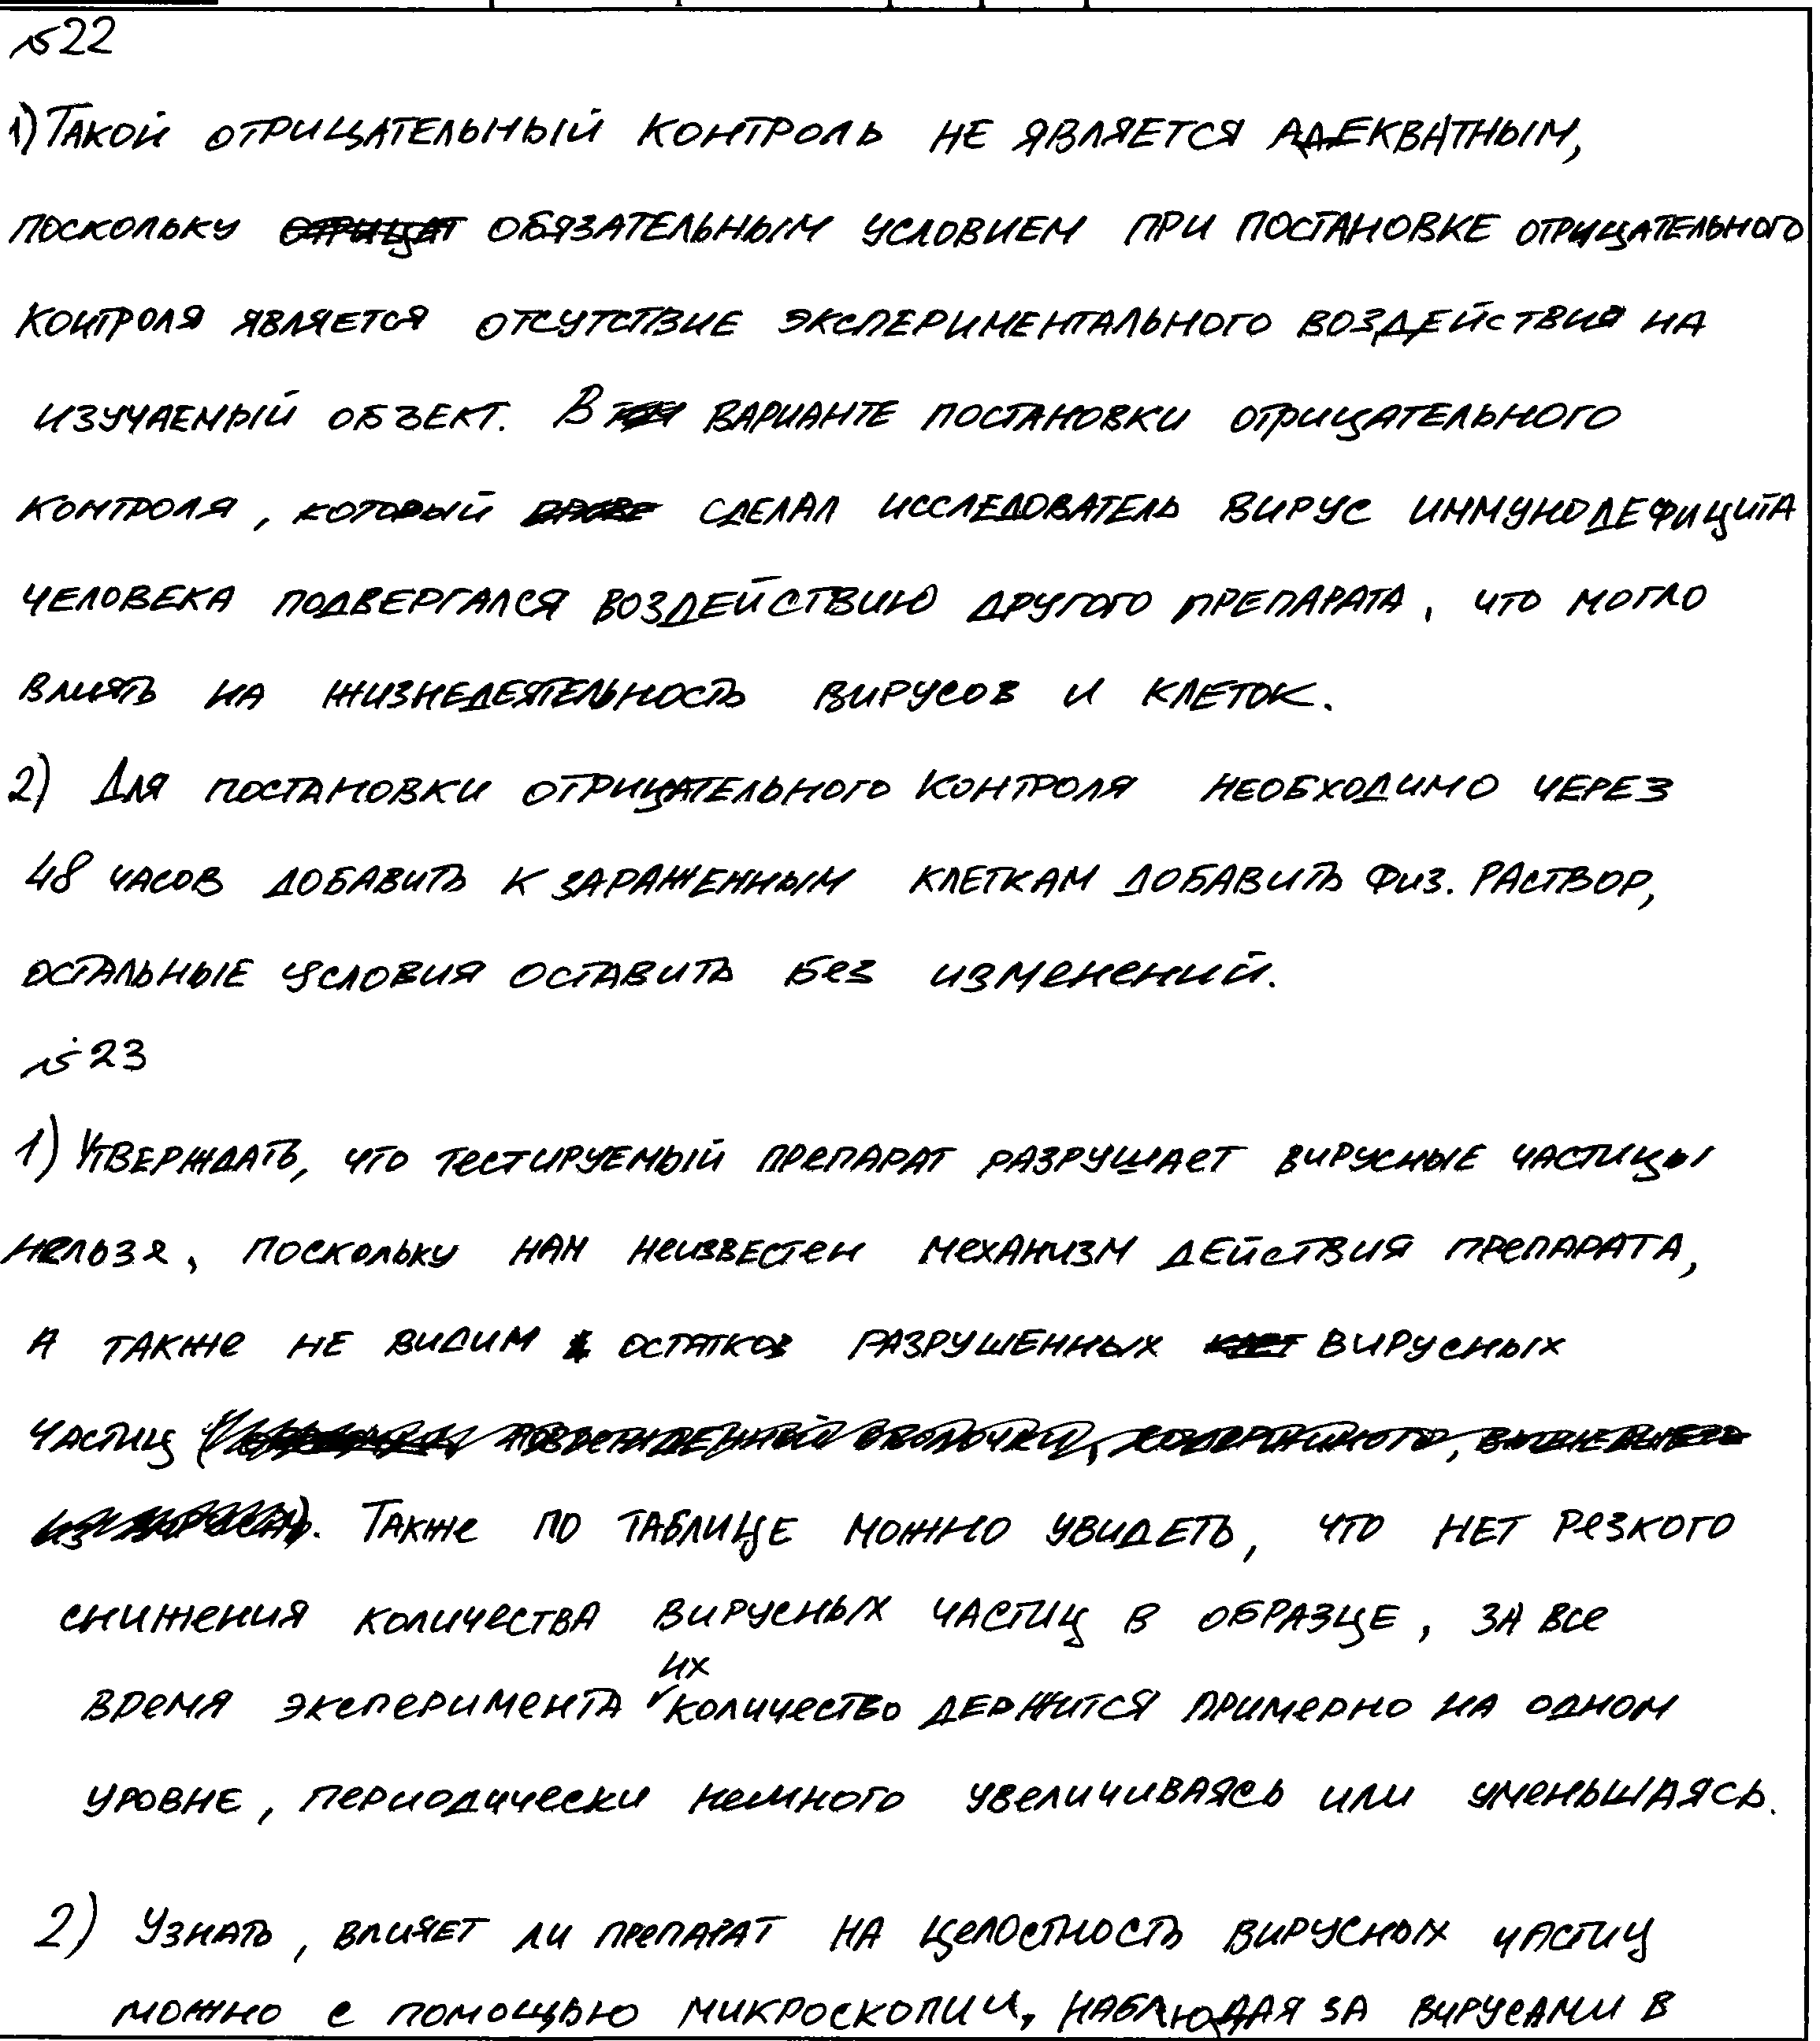 №22
1) Такой отрицательный контроль не является адекватным,
поскольку обязательным условием при постановке отрицательного
контроля является отсутствие экспериментального воздействия на
изучаемый объект. В варианте постановки отрицательного
контроля, который сделал исследователь вирус иммунодефицита
человека подвергался воздействию другого препарата, что могло
влиять на жизнедеятельность вирусов и клеток.
2) Для постановки отрицательного контроля необходимо через
48 часов добавить к зараженным клеткам добавить физ. раствор,
остальные условия оставить без изменений.
№23
1) Утверждать, что тестируемый препарат разрушает вирусные частицы
нельзя, поскольку нам неизвестен механизм действия препарата,
а также не видим остатков разрушенных вирусных
частиц
. Также по таблице можно увидеть, что нет резкого
снижения количества вирусных частиц в образце, за все
время эксперимента их количество держится примерно на одном
уровне, периодически немного увеличиваясь или уменьшаясь.
2) Узнать, влияет ли препарат на целостность вирусных частиц
можно с помощью микроскопии, наблюдая за вирусами в